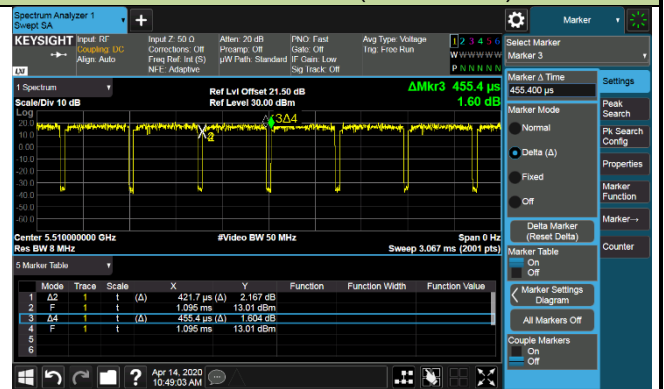 Spectrum Analyzer 1
Swept SA
Marker
KEYSIGHT Input: RF Input Z: 50 Ω Atten: 20 dB PNO: Fast Avg Type: Voltage 1 2 3 4 5 6
Coupling: DC Corrections: Off Preamp: Off Gate: Off Trig: Free Run
Align: Auto Freq Ref: Int (S) µW Path: Standard IF Gain: Low W W W W W W
NFE: Adaptive Sig Track: Off P N N N N N
LXI
Select Marker
Marker 3
1 Spectrum
Ref Lvl Offset 21.50 dB
ΔMkr3 455.4 µs
Scale/Div 10 dB
Ref Level 30.00 dBm
1.60 dB
Log
20.0
10.0
0.00
-10.0
-20.0
-30.0
-40.0
-50.0
-60.0
3Δ4
Center 5.510000000 GHz
#Video BW 50 MHz
Span 0 Hz
Res BW 8 MHz
Sweep 3.067 ms (2001 pts)
5 Marker Table
Mode Trace Scale X Y Function Function Width Function Value
1 Δ2 1 t (Δ) 421.7 µs (Δ) 2.167 dB
2 F 1 t 1.095 ms 13.01 dBm
3 Δ4 1 t (Δ) 455.4 µs (Δ) 1.604 dB
4 F 1 t 1.095 ms 13.01 dBm
5
6
Marker Δ Time
455.400 µs
Marker Mode
Normal
Delta (Δ)
Fixed
Off
Delta Marker
(Reset Delta)
Marker Table
On
Off
Marker Settings
Diagram
All Markers Off
Couple Markers
On
Off
Settings
Peak
Search
Pk Search
Config
Properties
Marker
Function
Marker→
Counter
Apr 14, 2020
10:49:03 AM